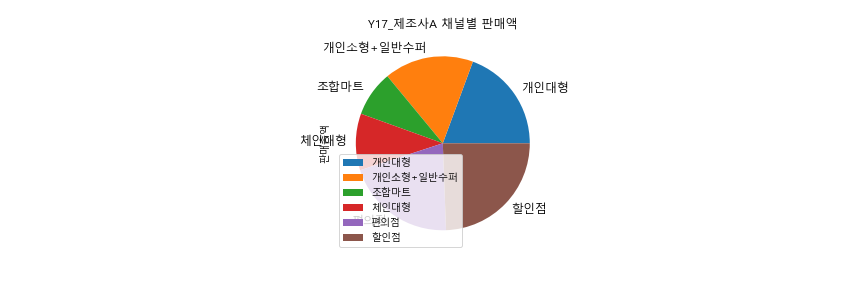 Y17_제조사A 채널별 판매액
개인소형+일반수퍼
개인대형
조합마트
체인대형
할인점
개인대형
개인소형+일반수퍼
조합마트
체인대형
편의점
할인점